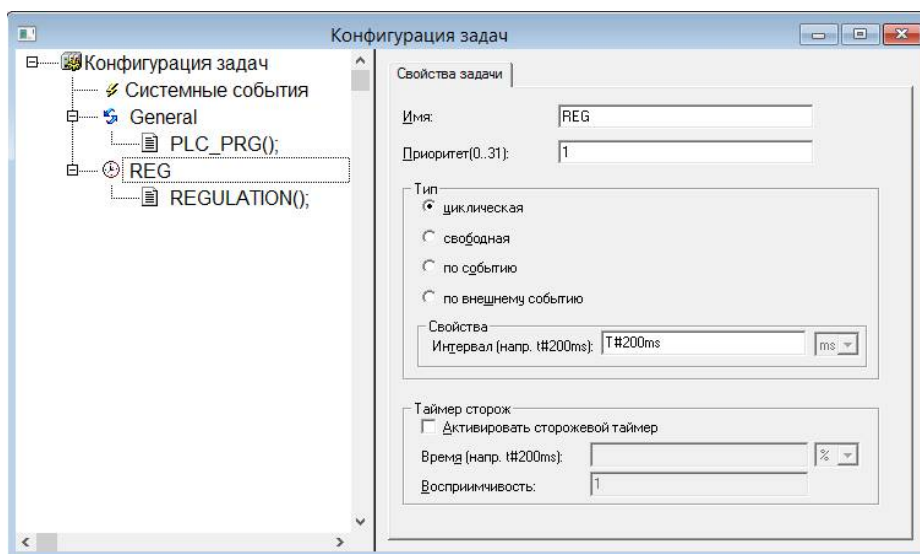 Конфигурация задач
Конфигурация задач
Системные события
General
PLC_PRG();
REG
REGULATION();
Свойства задачи
Имя: REG
Приоритет(0..31): 1
Тип
циклическая
свободная
по событию
по внешнему событию
Свойства
Интервал (напр. t#200ms): T#200ms ms
Таймер сторож
Активировать сторожевой таймер
Время (напр. t#200ms): %
Восприимчивость: 1